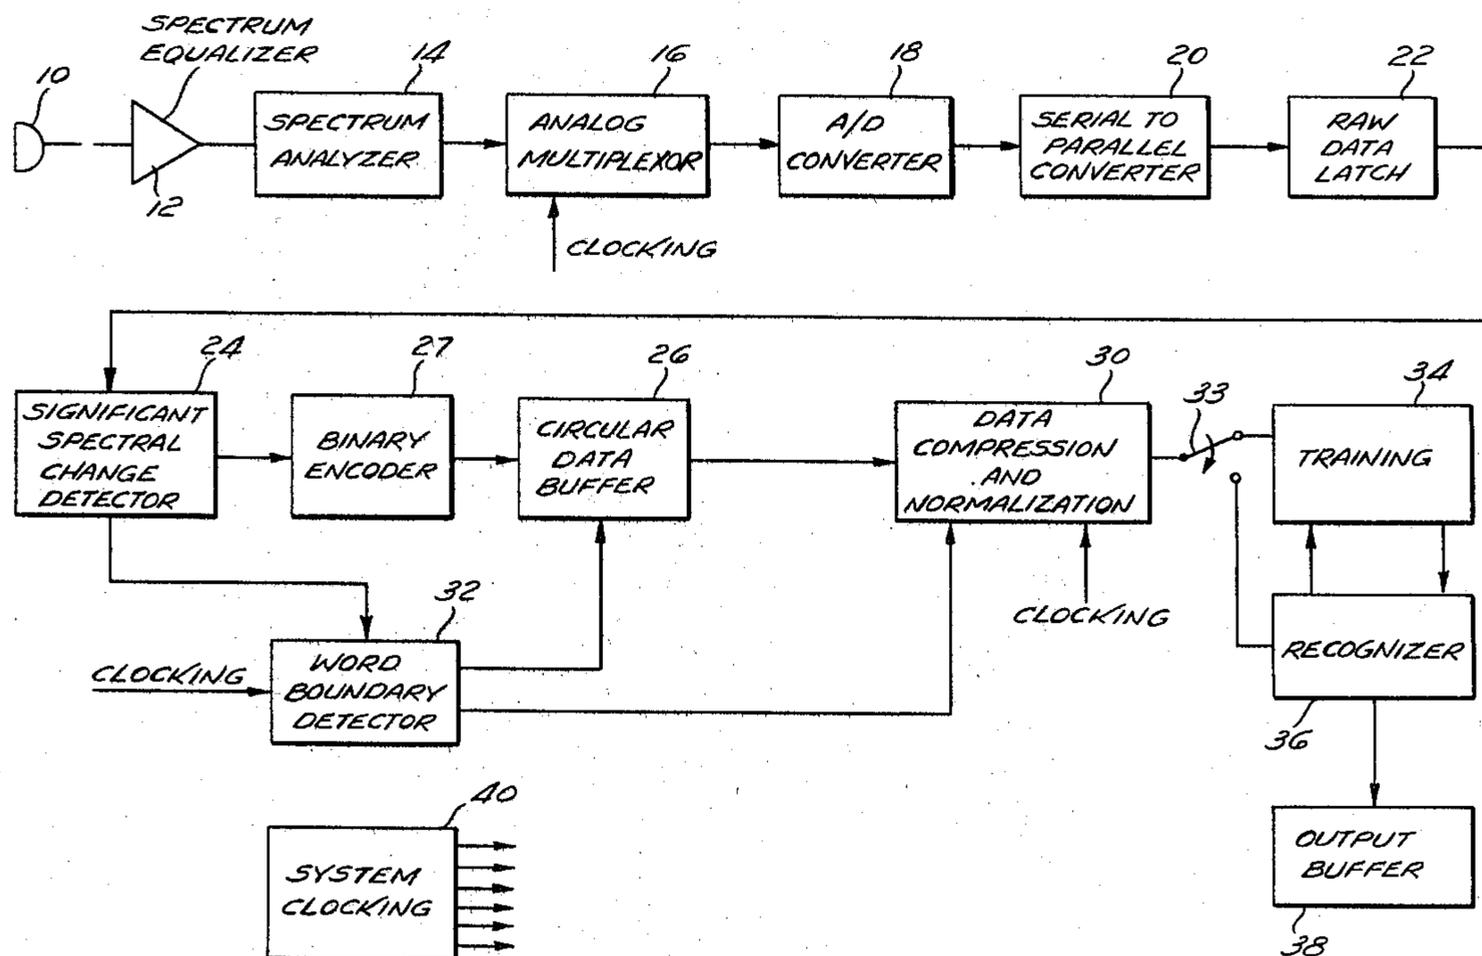 SPECTRUM
EQUALIZER
10
12
14
SPECTRUM
ANALYZER
16
ANALOG
MULTIPLEXOR
CLOCKING
18
A/D
CONVERTER
20
SERIAL TO
PARALLEL
CONVERTER
22
RAW
DATA
LATCH
24
SIGNIFICANT
SPECTRAL
CHANGE
DETECTOR
27
BINARY
ENCODER
26
CIRCULAR
DATA
BUFFER
30
DATA
COMPRESSION
AND
NORMALIZATION
CLOCKING
33
34
TRAINING
32
WORD
BOUNDARY
DETECTOR
CLOCKING
RECOGNIZER
36
40
SYSTEM
CLOCKING
OUTPUT
BUFFER
38